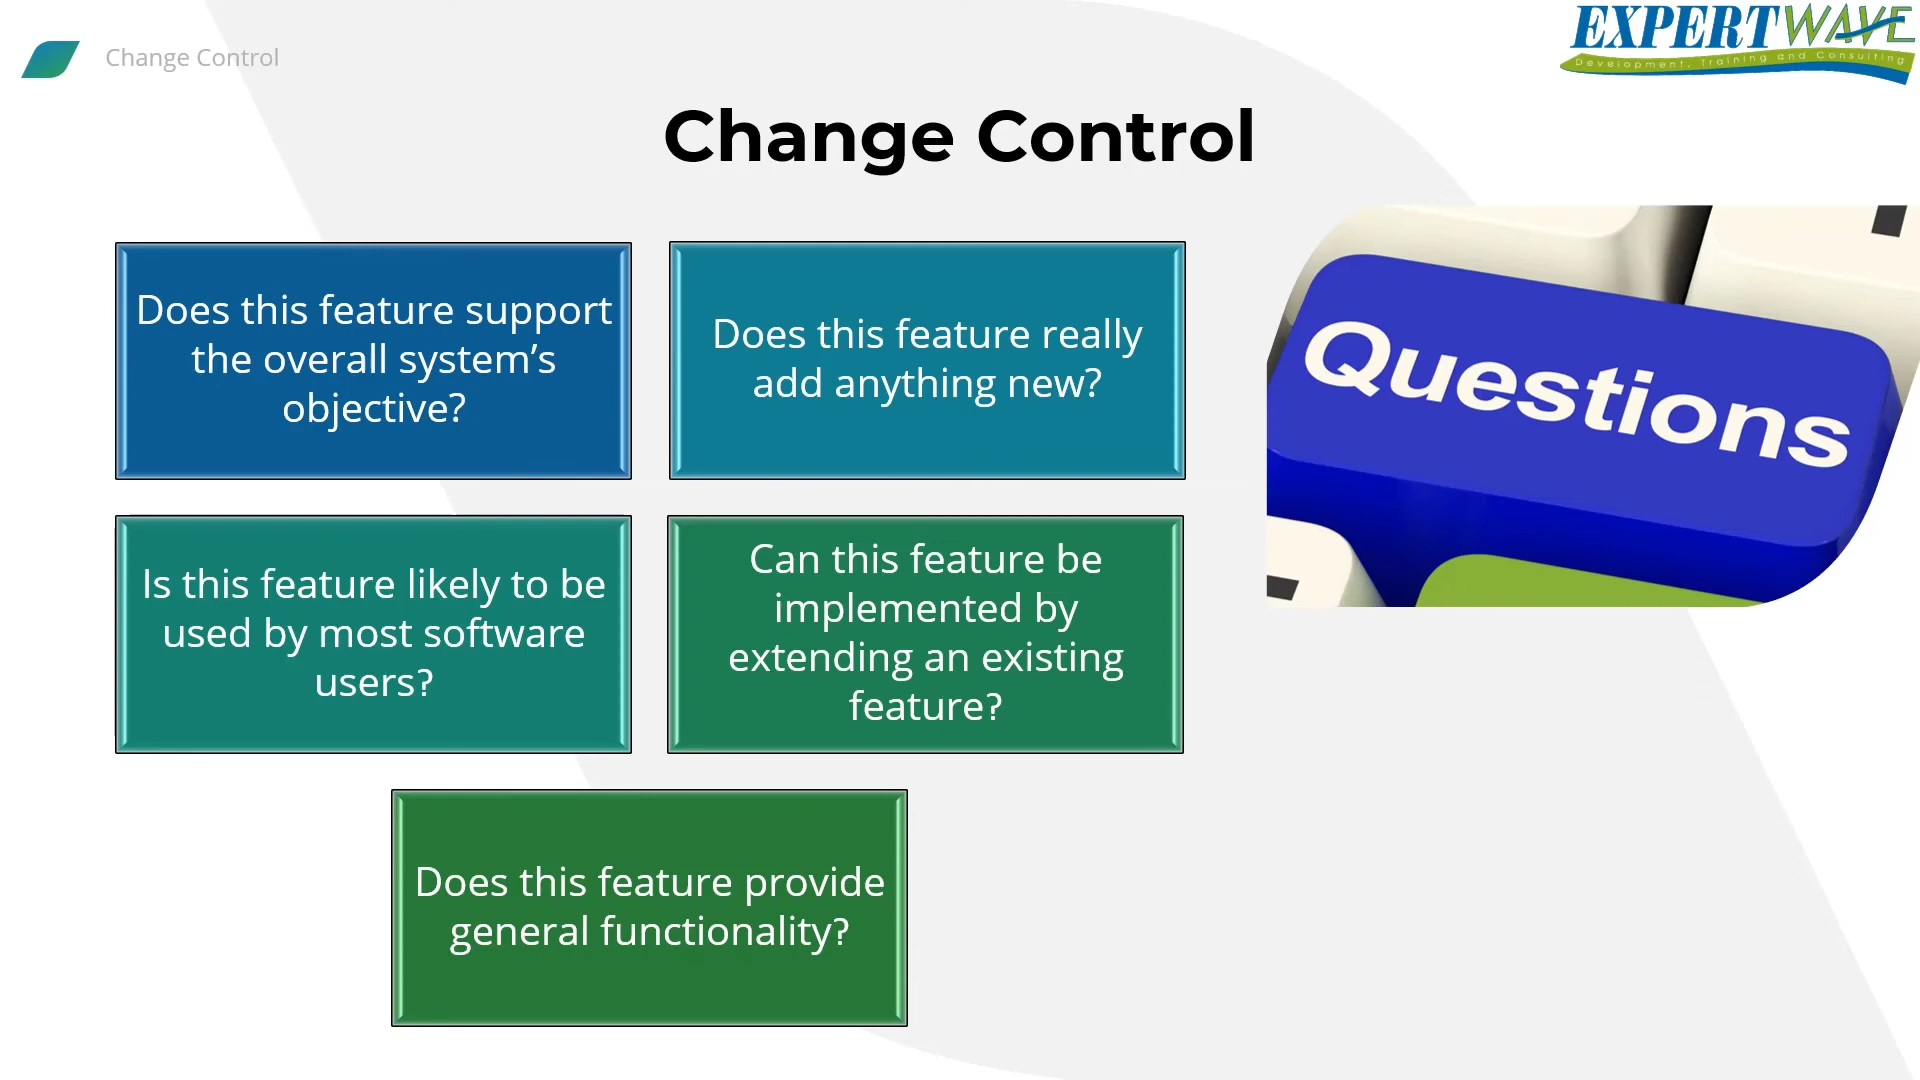 Change Control
EXPERTWAVE
Development, Training and Consulting
Change Control
Does this feature support
the overall system’s
objective?
Does this feature really
add anything new?
Questions
Is this feature likely to be
used by most software
users?
Can this feature be
implemented by
extending an existing
feature?
Does this feature provide
general functionality?